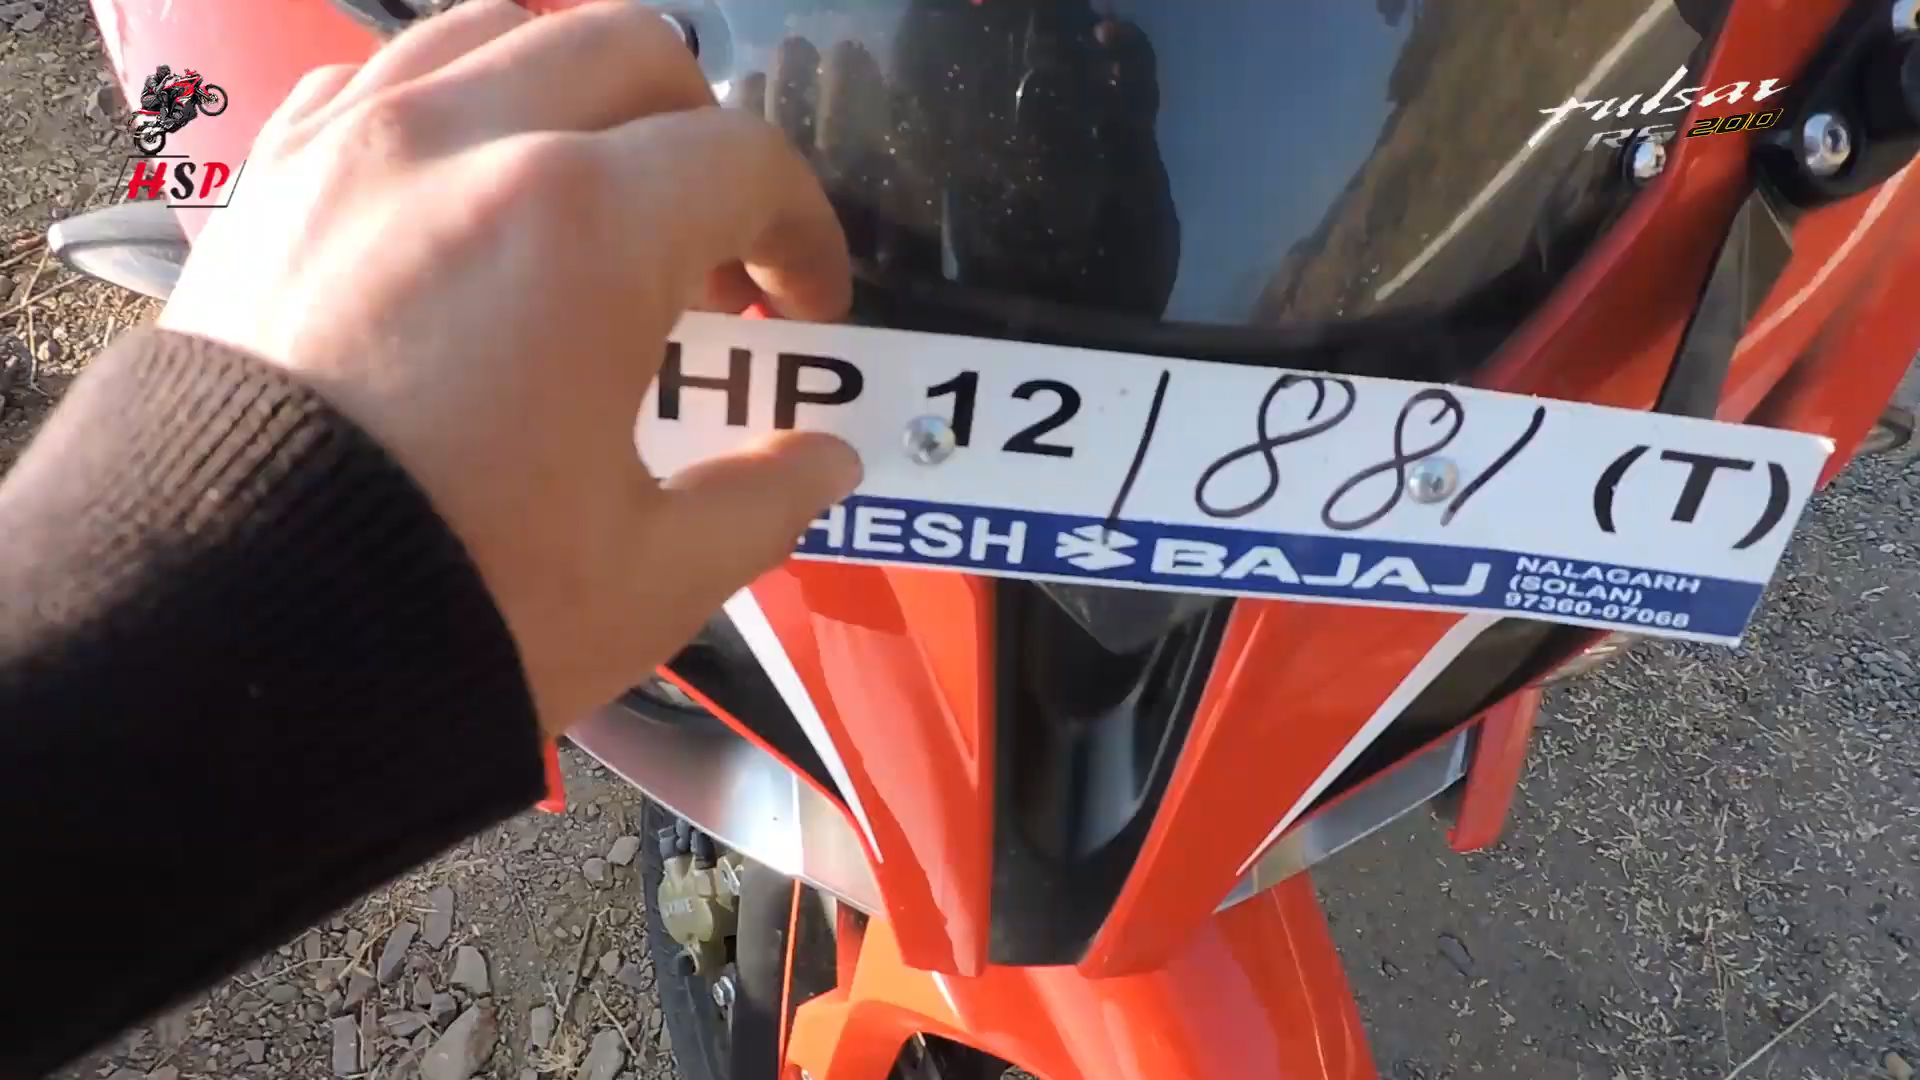 HSP
Pulsar
RS 200
HP 12/881 (T)
HESH BAJAJ
NALAGARH
(SOLAN)
97360-07068